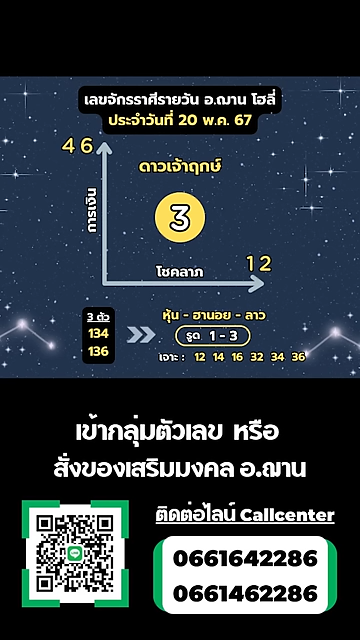 เลขจักรราศีรายวัน อ.ฌาน โฮลี่
ประจำวันที่ 20 พ.ค. 67
4 6
ดาวเจ้าฤกษ์
การเงิน
3
โชคลาภ
1 2
3 ตัว
134
136
หุ้น - ฮานอย - ลาว
รูด 1 - 3
เจาะ : 12 14 16 32 34 36
เข้ากลุ่มตัวเลข หรือ
สั่งของเสริมมงคล อ.ฌาน
ติดต่อไลน์ Callcenter
0661642286
0661462286
LINE